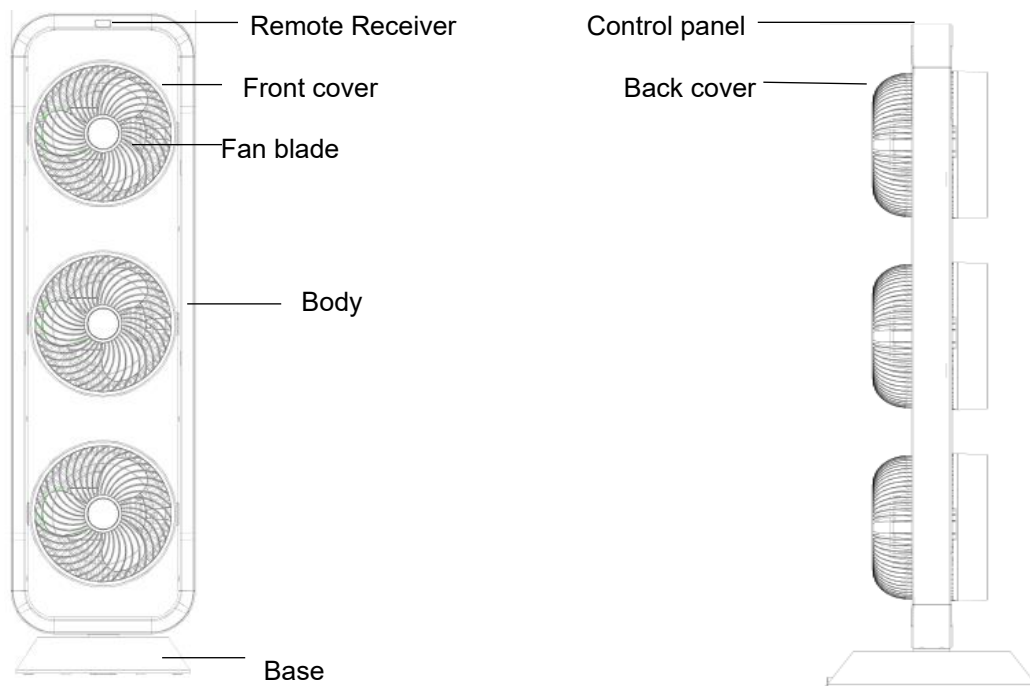 Remote Receiver
Front cover
Fan blade
Body
Base
Control panel
Back cover